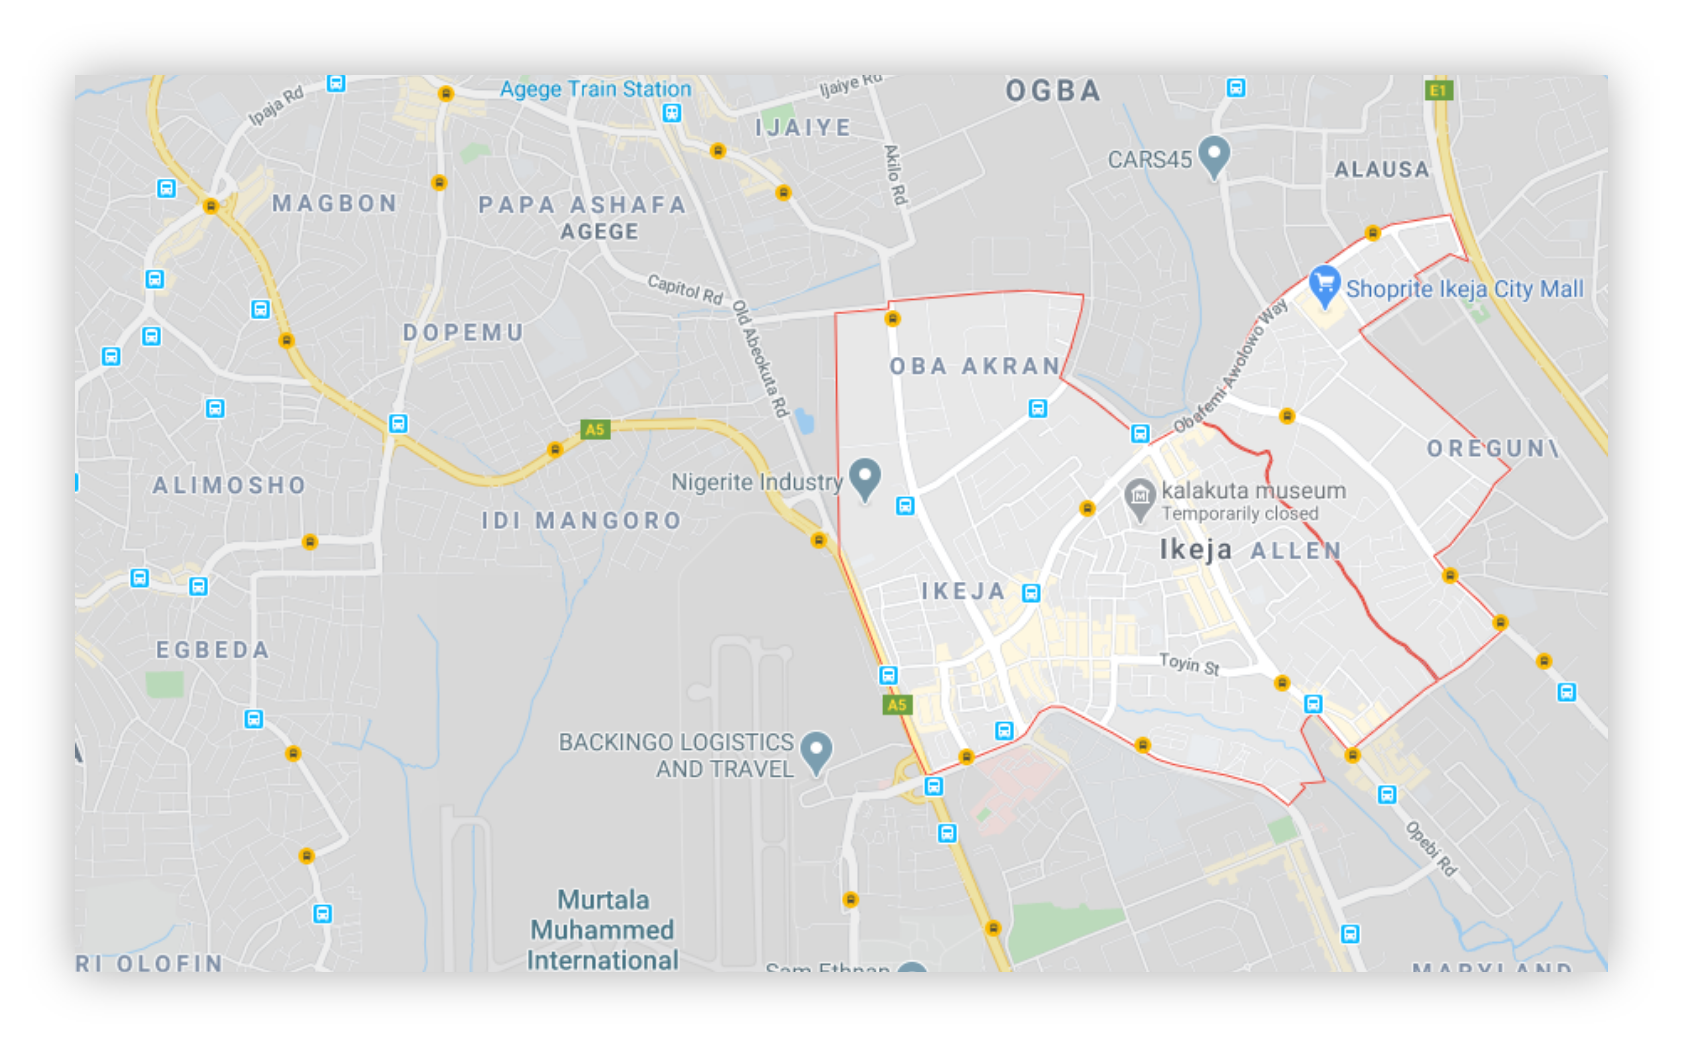 Agege Train Station
Ijaiye Rd
OGBA
E1
Ipaja Rd
IJAIYE
CARS45
ALAUSA
Akilo Rd
MAGBON
PAPA ASHAFA
AGEGE
Capitol Rd
Shoprite Ikeja City Mall
DOPEMU
Old Abeokuta Rd
OBA AKRAN
Obafemi Awolowo Way
A5
OREGUN
Nigerite Industry
ALIMOSHO
kalakuta museum
Temporarily closed
IDI MANGORO
Ikeja
ALLEN
IKEJA
EGBEDA
Toyin St
A5
BACKINGO LOGISTICS
AND TRAVEL
Opebi Rd
Murtala
Muhammed
International
RI OLOFIN
MARYLAND